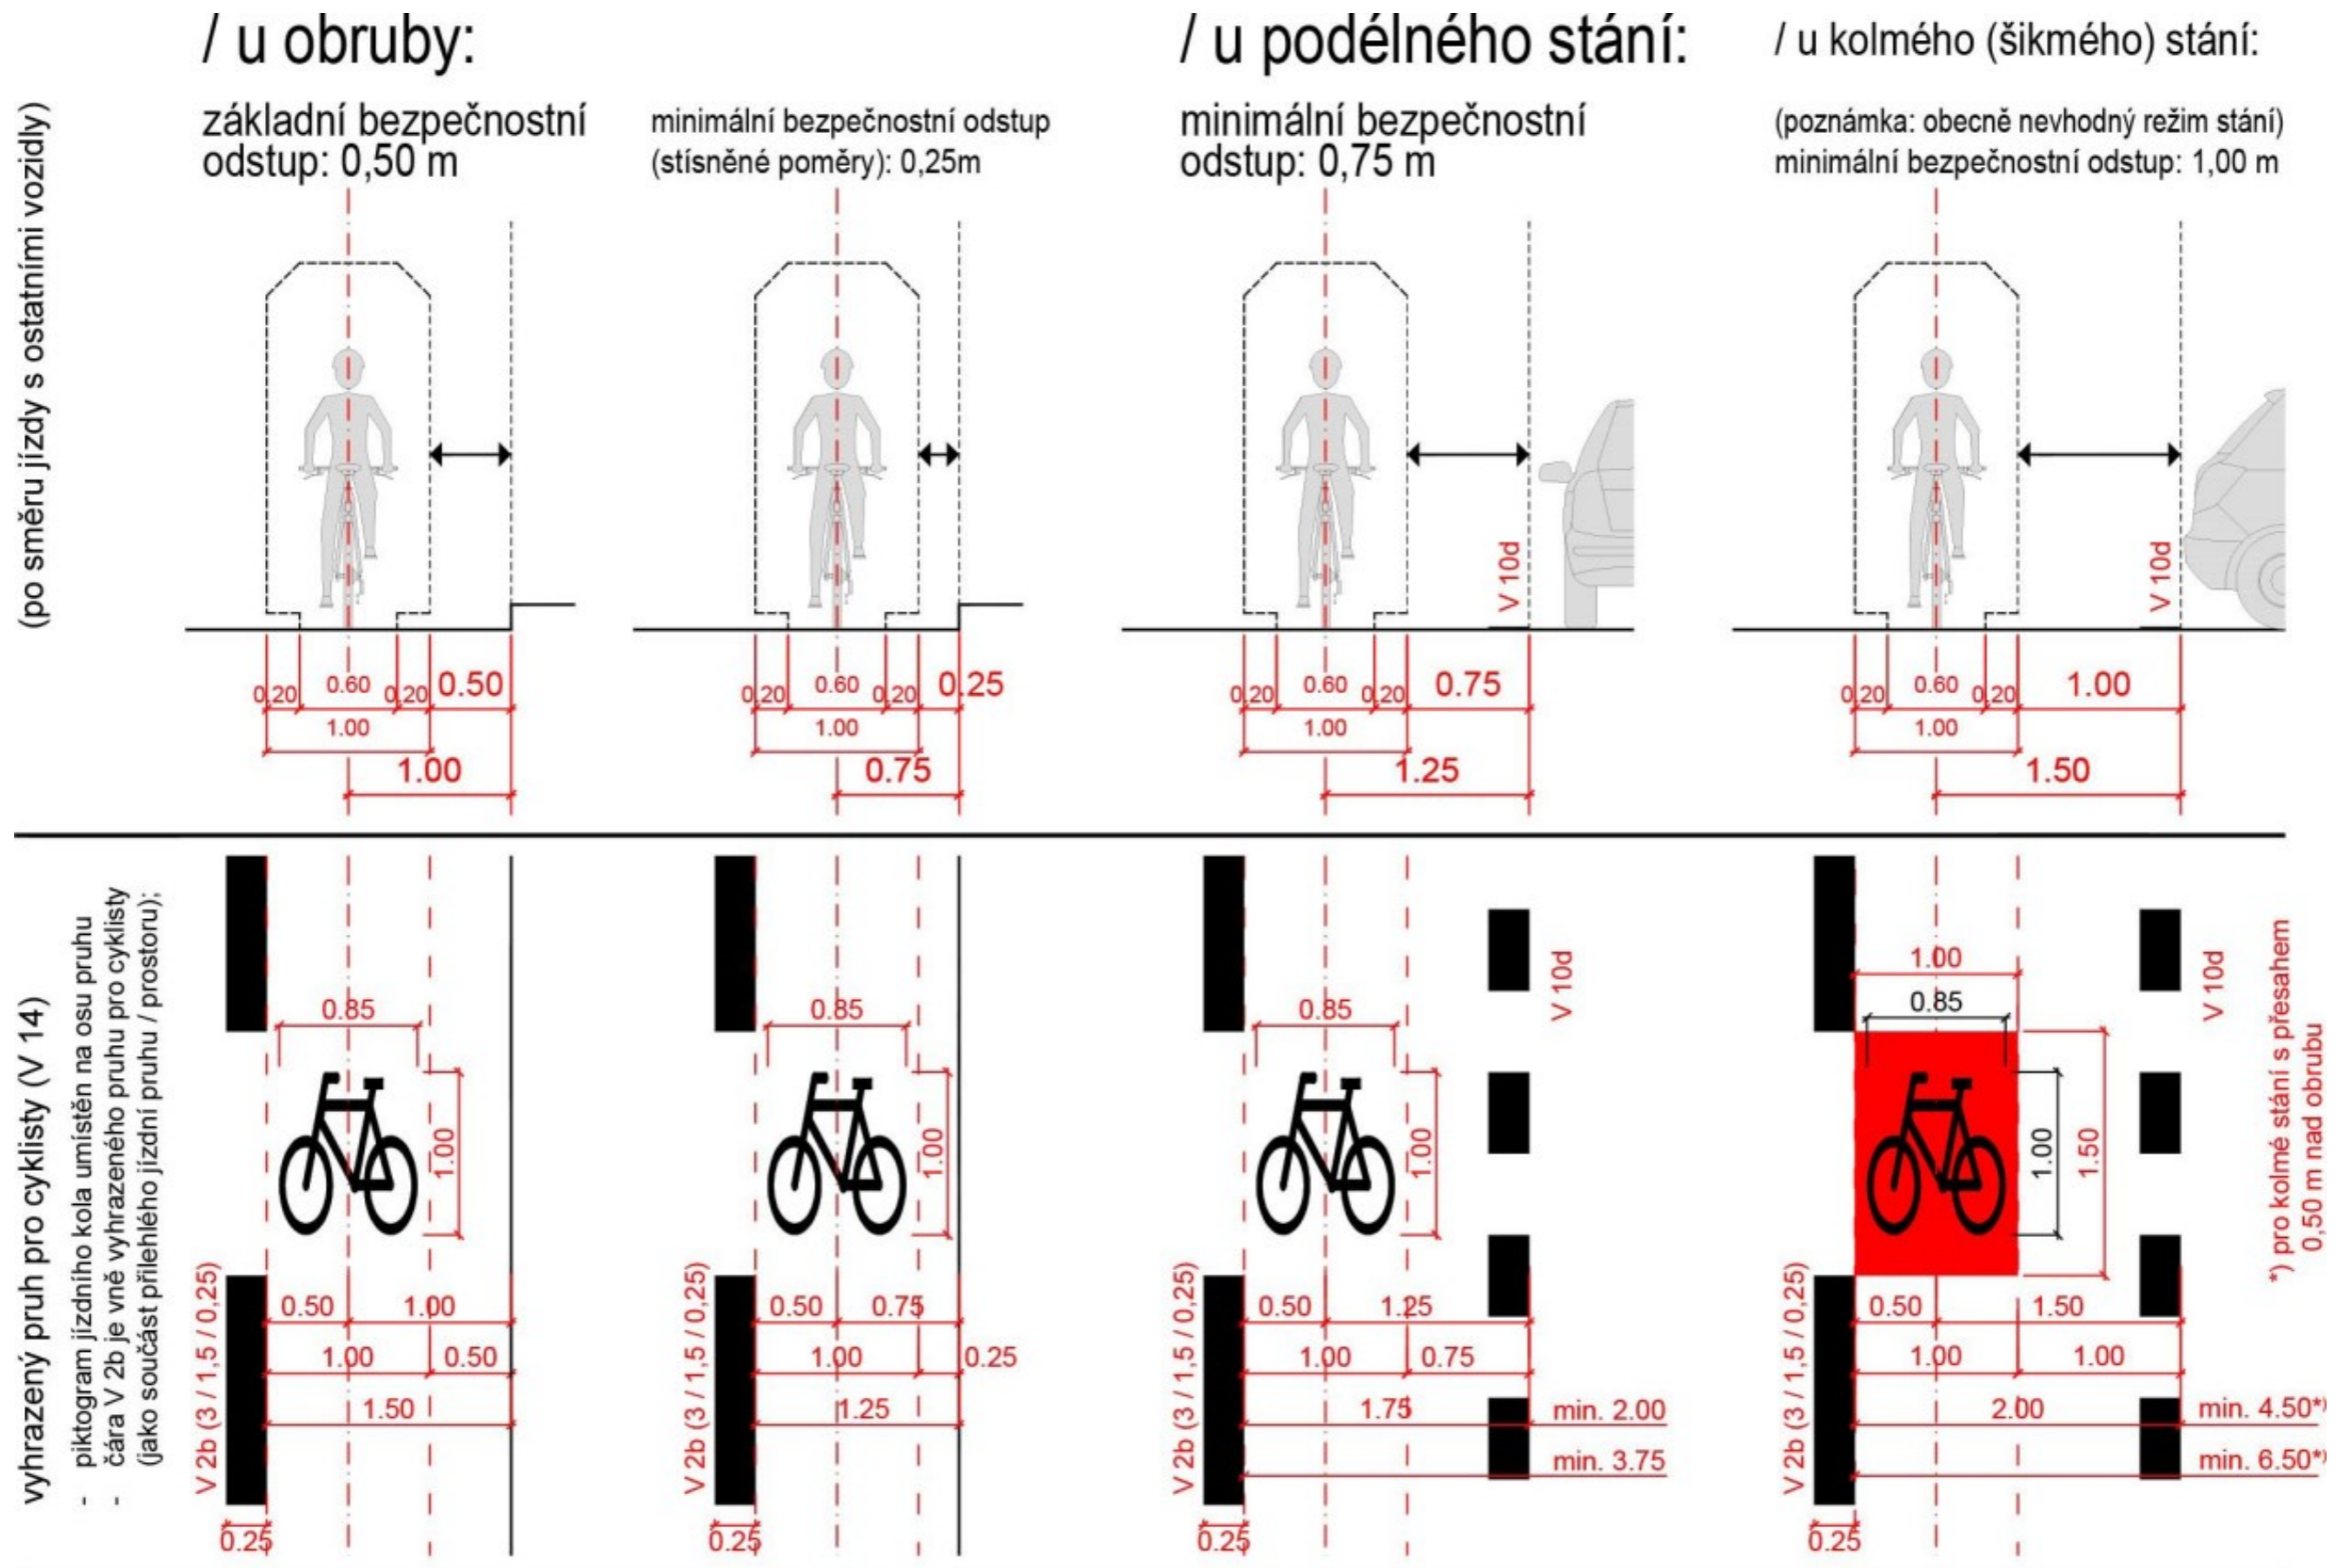 / u obruby:
/ u podélného stání:
/ u kolmého (šikmého) stání:
základní bezpečnostní
odstup: 0,50 m
minimální bezpečnostní odstup
(stísněné poměry): 0,25m
minimální bezpečnostní
odstup: 0,75 m
(poznámka: obecně nevhodný režim stání)
minimální bezpečnostní odstup: 1,00 m
(po směru jízdy s ostatními vozidly)
V 10d
V 10d
0.20 0.60 0.20 0.50
1.00
1.00
0.20 0.60 0.20 0.25
1.00
0.75
0.20 0.60 0.20 0.75
1.00
1.25
0.20 0.60 0.20 1.00
1.00
1.50
vyhrazený pruh pro cyklisty (V 14)
- piktogram jízdního kola umístěn na osu pruhu
- čára V 2b je vně vyhrazeného pruhu pro cyklisty
(jako součást přilehlého jízdní pruhu / prostoru);
V 2b (3 / 1,5 / 0,25)
0.85
1.00
0.50 1.00
1.00 0.50
1.50
0.25
V 2b (3 / 1,5 / 0,25)
0.85
1.00
0.50 0.75
1.00 0.25
1.25
0.25
V 2b (3 / 1,5 / 0,25)
0.85
1.00
V 10d
0.50 1.25
1.00 0.75
1.75 min. 2.00
min. 3.75
0.25
V 2b (3 / 1,5 / 0,25)
1.00
0.85
1.00
1.50
V 10d
*) pro kolmé stání s přesahem
0,50 m nad obrubu
0.50 1.50
1.00 1.00
2.00 min. 4.50*)
min. 6.50*)
0.25